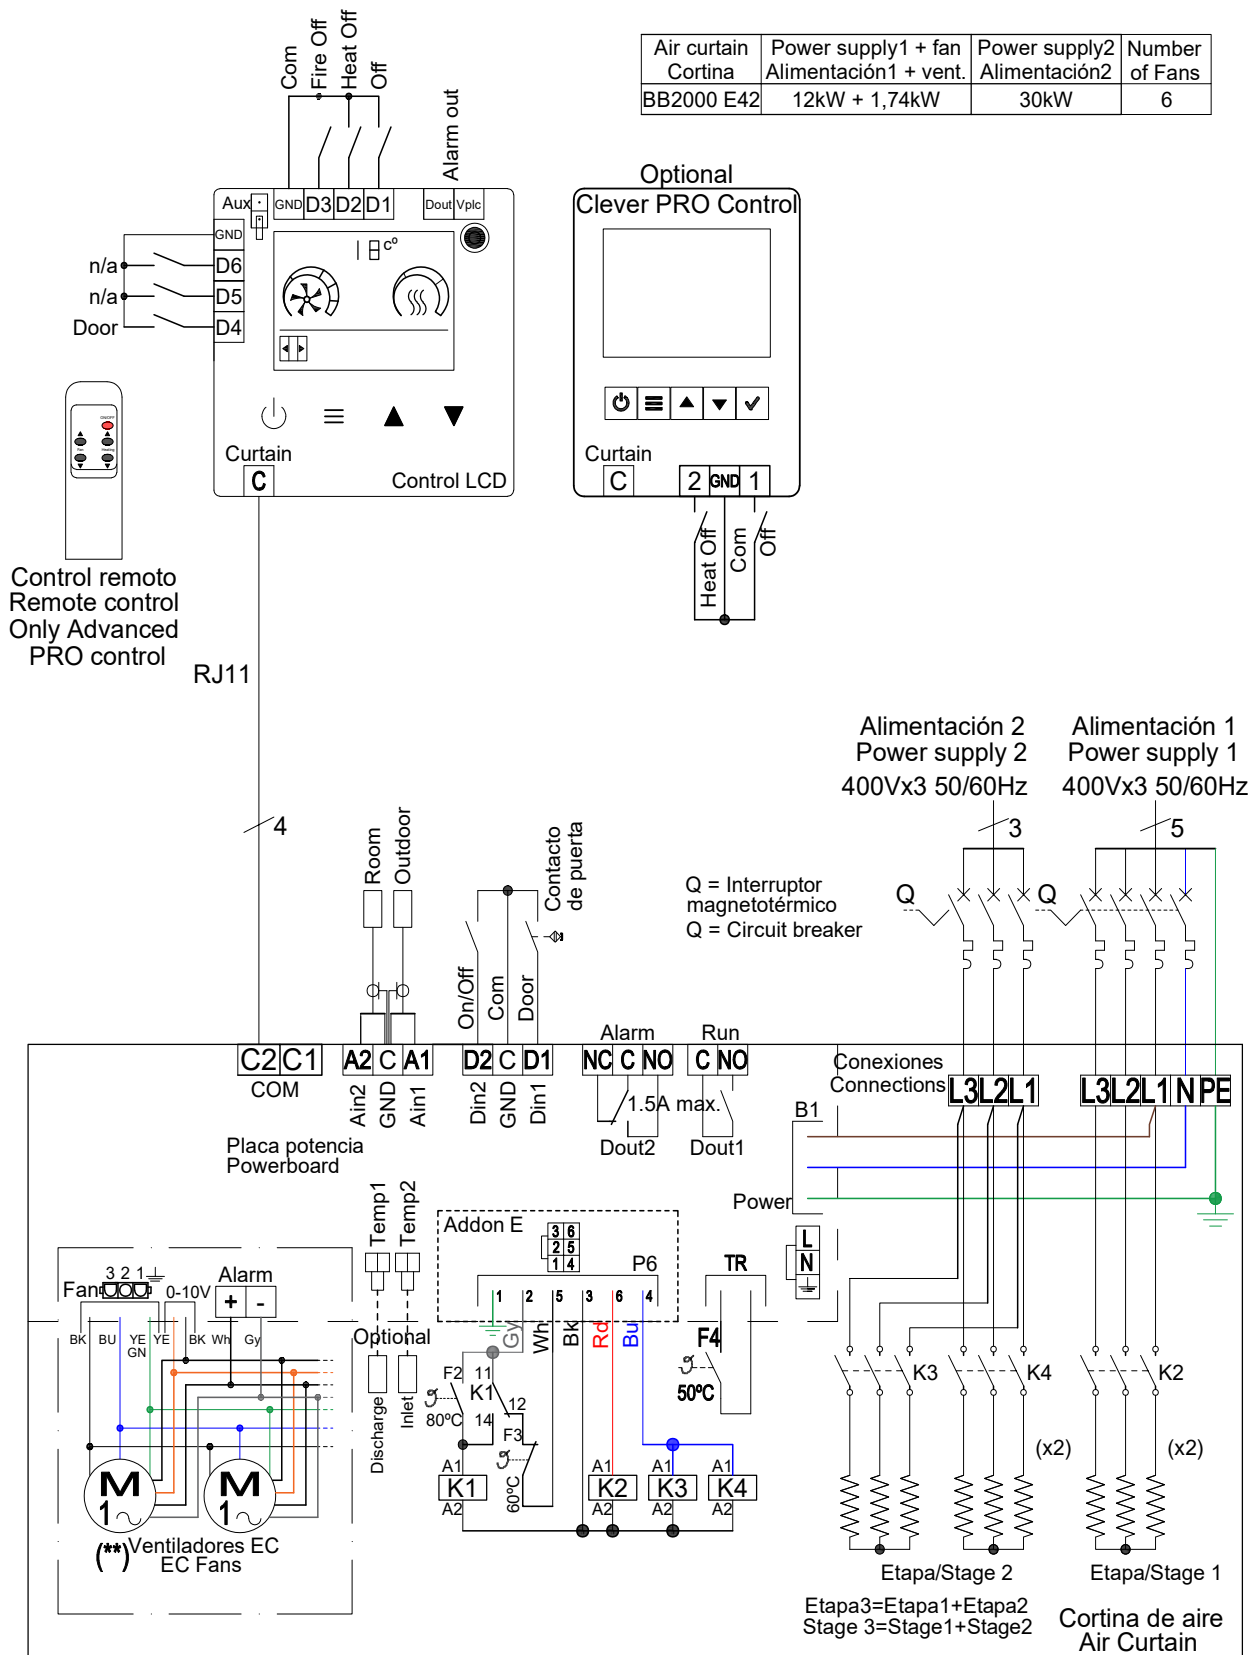 Air curtain
Cortina
Power supply1 + fan
Alimentación1 + vent.
Power supply2
Alimentación2
Number
of Fans
BB2000 E42
12kW + 1,74kW
30kW
6
Com
Fire Off
Heat Off
Off
Alarm out
Aux
GND D3 D2 D1
Dout Vplc
GND
n/a D6
n/a D5
Door D4
c°
Curtain
C
Control LCD
Optional
Clever PRO Control
Curtain
C
2 GND 1
Heat Off
Com
Off
ON/OFF
Fan
Heating
Control remoto
Remote control
Only Advanced
PRO control
RJ11
4
Alimentación 2
Power supply 2
400Vx3 50/60Hz
3
Alimentación 1
Power supply 1
400Vx3 50/60Hz
5
Room
Outdoor
Contacto
de puerta
On/Off
Com
Door
Q = Interruptor
magnetotérmico
Q = Circuit breaker
Q
Q
Alarm
Run
C2 C1
COM
A2 C A1
Ain2
GND
Ain1
D2 C D1
Din2
GND
Din1
NC C NO
C NO
1.5A max.
Dout2
Dout1
Conexiones
Connections
L3 L2 L1
L3 L2 L1 N PE
B1
Power
L
N
Placa potencia
Powerboard
Temp1
Temp2
Optional
Discharge
Inlet
Addon E
3 6
2 5
1 4
P6
1 2 5 3 6 4
Gy
Wh
Bk
Rd
Bu
TR
F4
50ºC
Fan
3 2 1
0-10V
Alarm
+ -
BK BU YE
GN
YE BK Wh Gy
M
1
M
1
(**) Ventiladores EC
EC Fans
F2
80ºC
11
K1
14
12
F3
60ºC
A1
K1
A2
A1
K2
A2
A1
K3
A2
A1
K4
A2
K3
K4
K2
(x2)
(x2)
Etapa/Stage 2
Etapa/Stage 1
Etapa3=Etapa1+Etapa2
Stage 3=Stage1+Stage2
Cortina de aire
Air Curtain